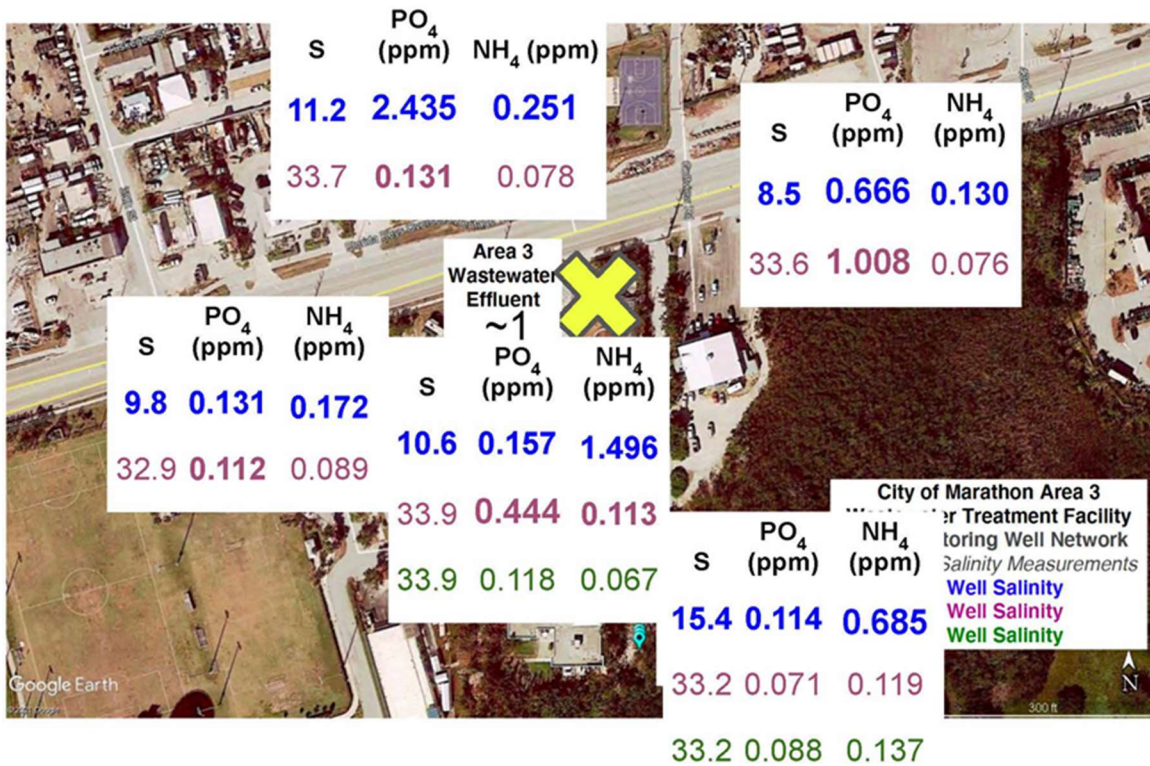 S PO₄ (ppm) NH₄ (ppm)
11.2 2.435 0.251
33.7 0.131 0.078
S PO₄ (ppm) NH₄ (ppm)
8.5 0.666 0.130
33.6 1.008 0.076
Area 3
Wastewater
Effluent
~1
S PO₄ (ppm) NH₄ (ppm)
9.8 0.131 0.172
32.9 0.112 0.089
S PO₄ (ppm) NH₄ (ppm)
10.6 0.157 1.496
33.9 0.444 0.113
33.9 0.118 0.067
City of Marathon Area 3
Treatment Facility
Well Network
Salinity Measurements
Well Salinity
Well Salinity
Well Salinity
S PO₄ (ppm) NH₄ (ppm)
15.4 0.114 0.685
33.2 0.071 0.119
33.2 0.088 0.137
Google Earth
N
300 ft